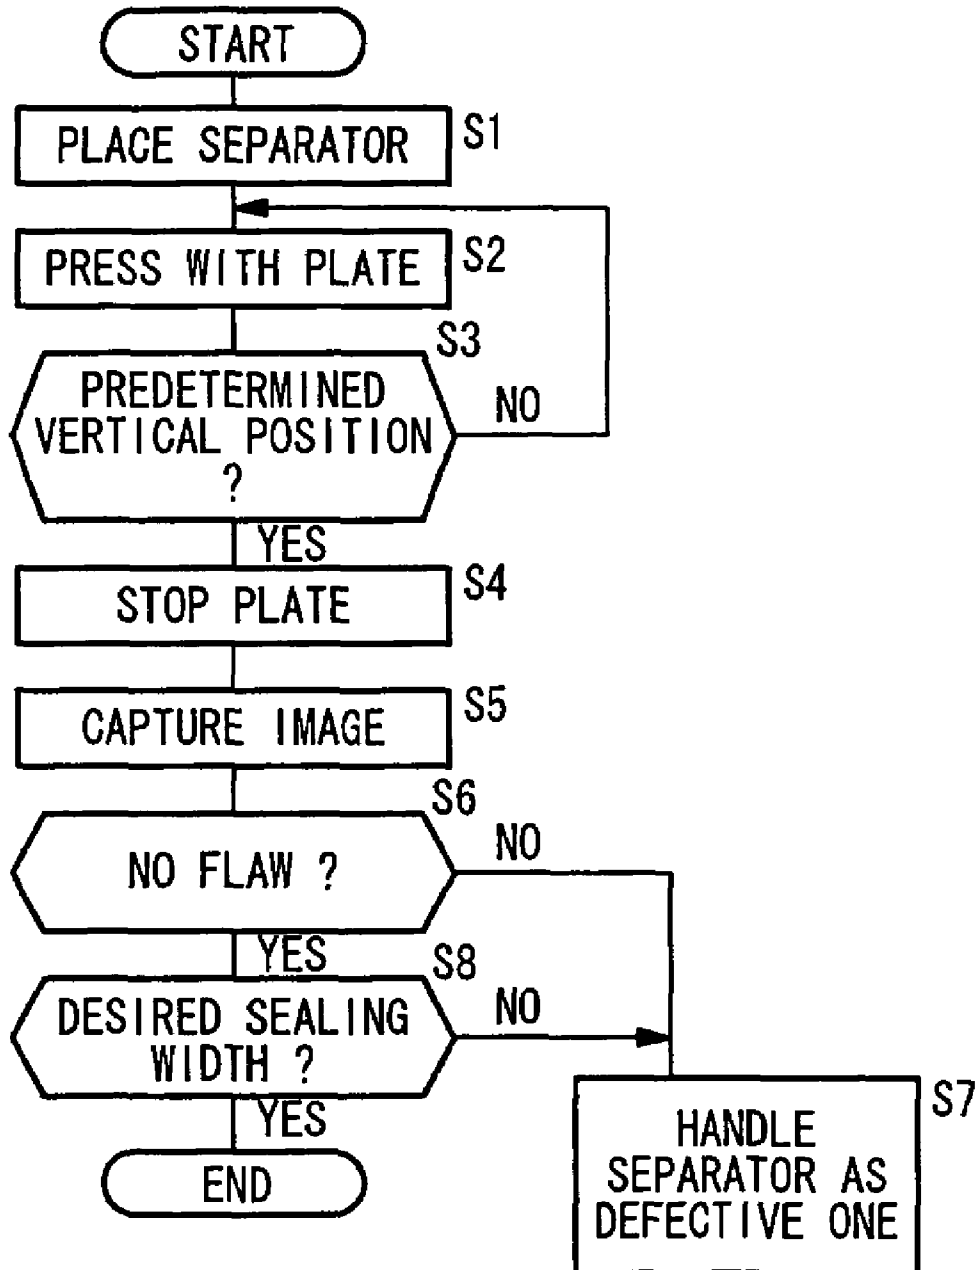 START
PLACE SEPARATOR
S1
PRESS WITH PLATE
S2
S3
PREDETERMINED
VERTICAL POSITION
?
NO
YES
STOP PLATE
S4
CAPTURE IMAGE
S5
S6
NO FLAW ?
NO
YES
S8
DESIRED SEALING
WIDTH ?
NO
YES
END
S7
HANDLE
SEPARATOR AS
DEFECTIVE ONE